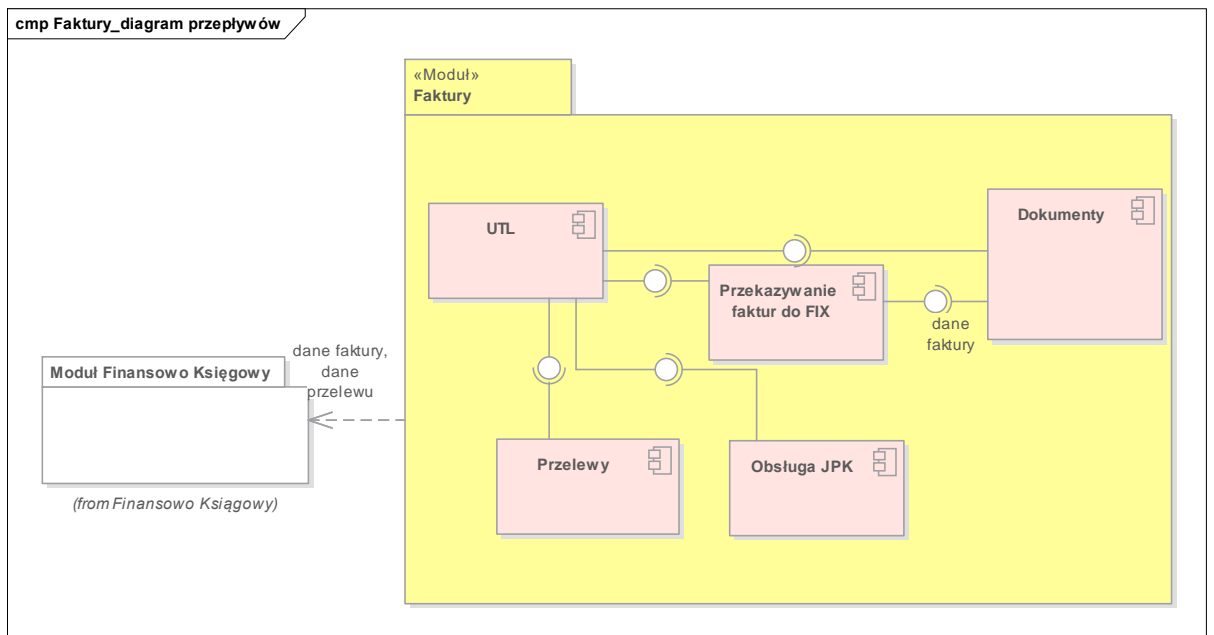 cmp Faktury_diagram przepływów
«Moduł»
Faktury
UTL
Dokumenty
Przekazywanie
faktur do FIX
dane
faktury
dane faktury,
dane
przelewu
Moduł Finansowo Księgowy
(from Finansowo Ksiągowy)
Przelewy
Obsługa JPK